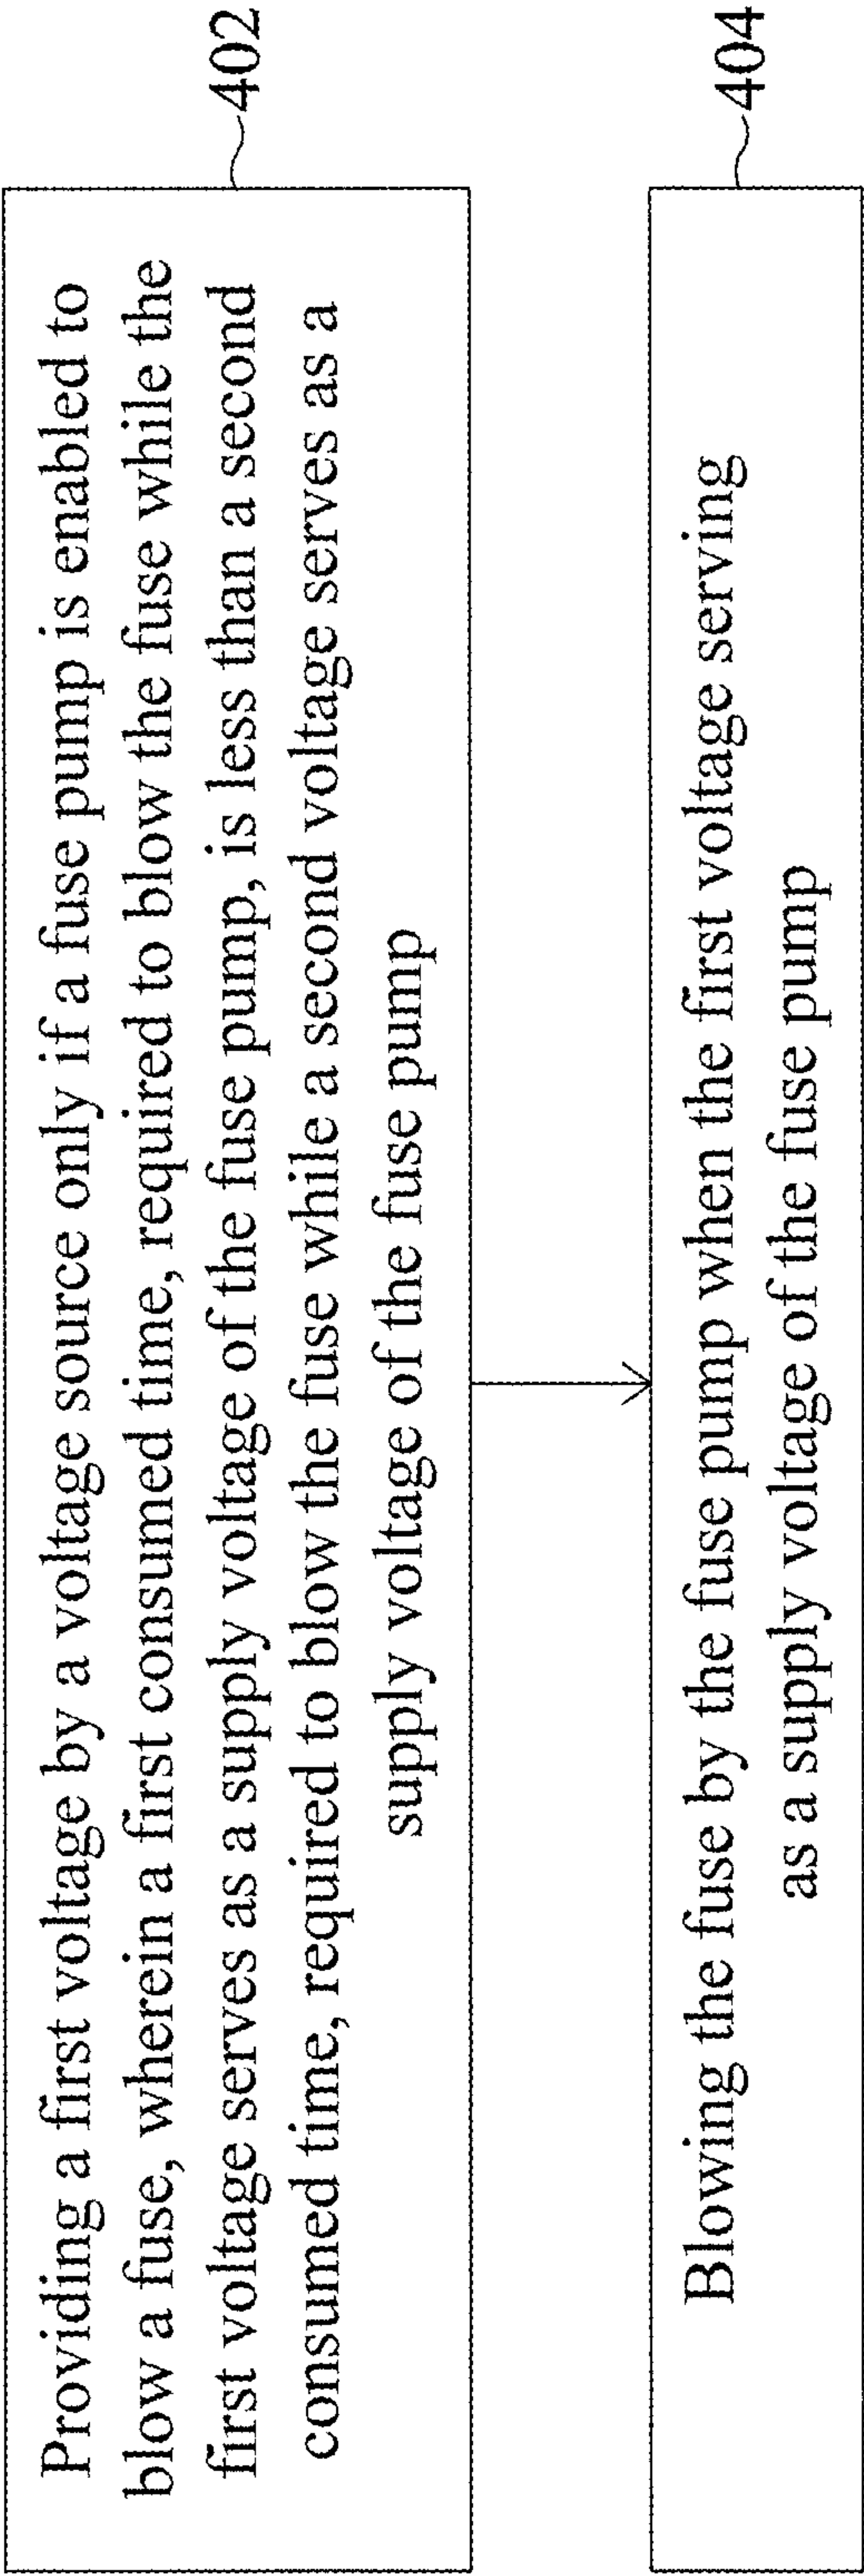 Providing a first voltage by a voltage source only if a fuse pump is enabled to
blow a fuse, wherein a first consumed time, required to blow the fuse while the
first voltage serves as a supply voltage of the fuse pump, is less than a second
consumed time, required to blow the fuse while a second voltage serves as a
supply voltage of the fuse pump
402
Blowing the fuse by the fuse pump when the first voltage serving
as a supply voltage of the fuse pump
404